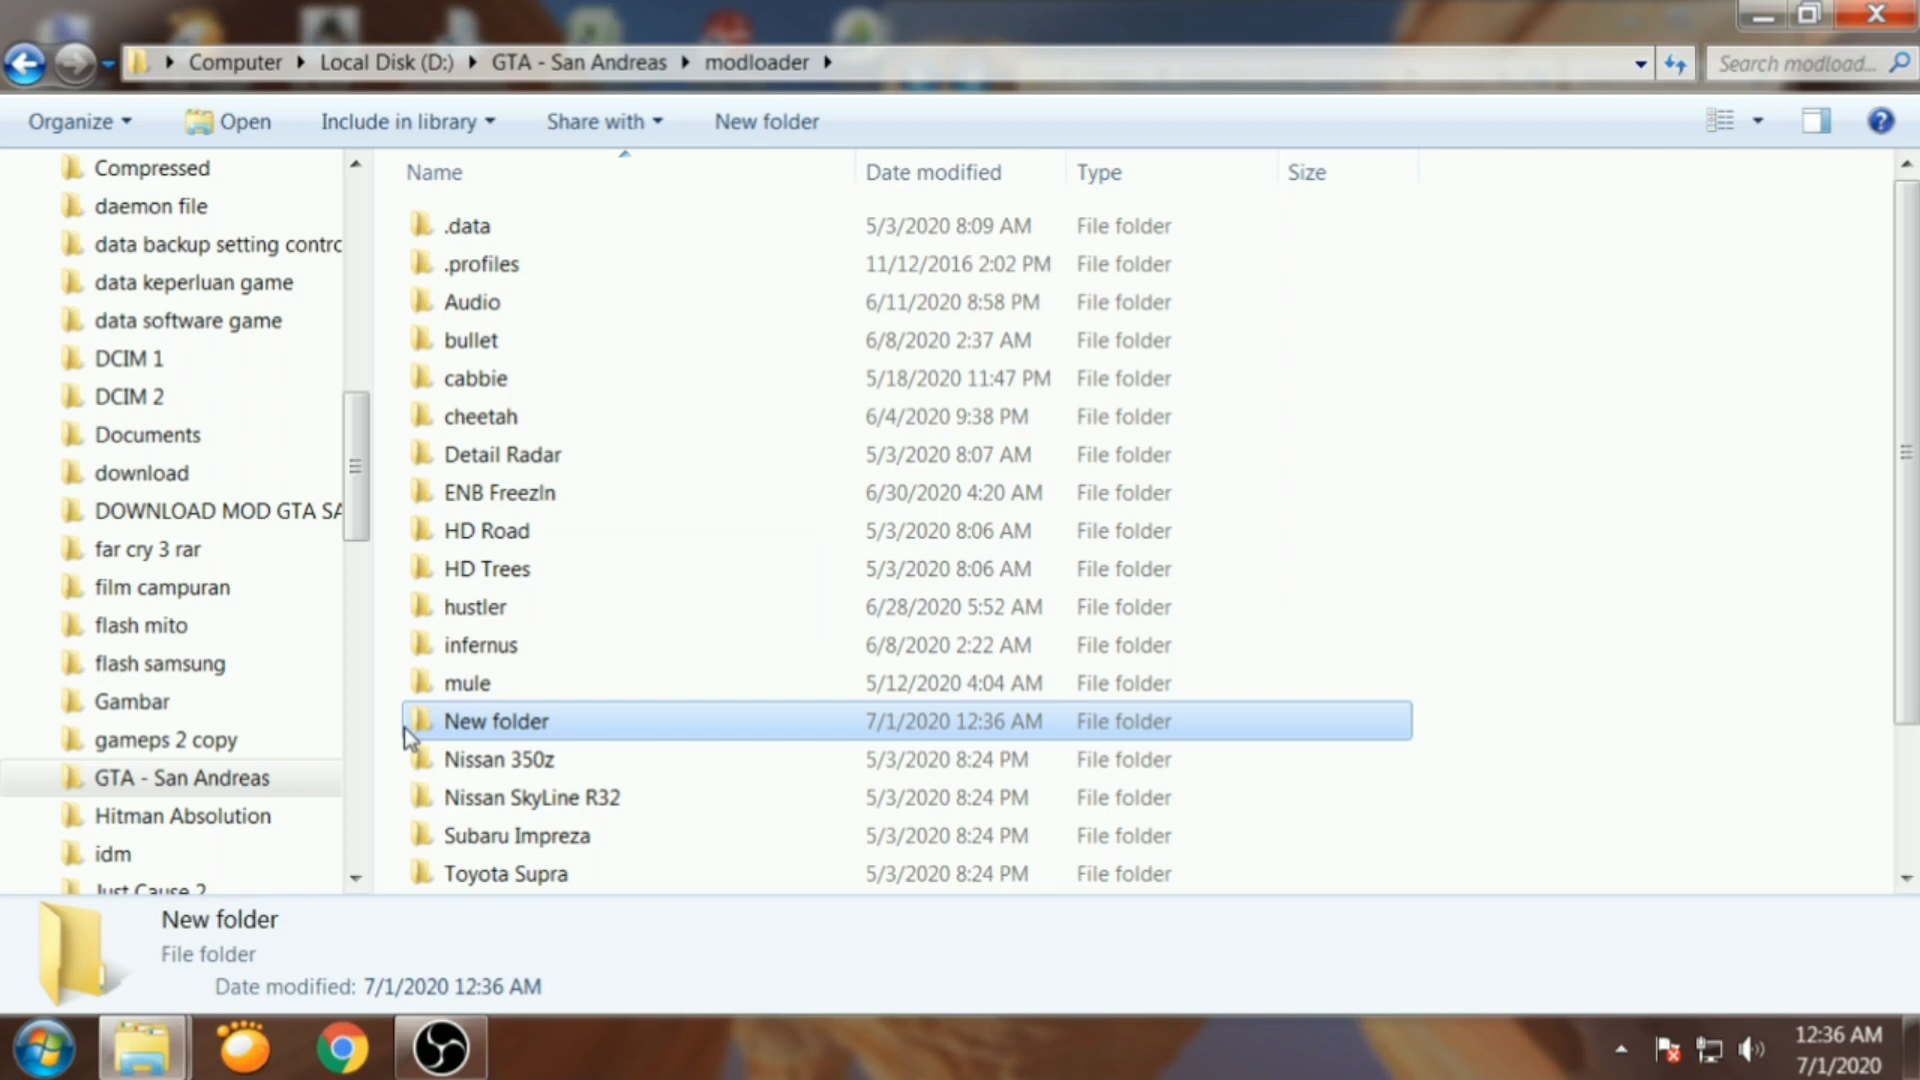 Computer Local Disk (D:) GTA - San Andreas modloader
Search modload...
Organize Open Include in library Share with New folder
Compressed
daemon file
data backup setting contrc
data keperluan game
data software game
DCIM 1
DCIM 2
Documents
download
DOWNLOAD MOD GTA SA
far cry 3 rar
film campuran
flash mito
flash samsung
Gambar
gameps 2 copy
GTA - San Andreas
Hitman Absolution
idm
Just Cause 2
Name Date modified Type Size
.data 5/3/2020 8:09 AM File folder
.profiles 11/12/2016 2:02 PM File folder
Audio 6/11/2020 8:58 PM File folder
bullet 6/8/2020 2:37 AM File folder
cabbie 5/18/2020 11:47 PM File folder
cheetah 6/4/2020 9:38 PM File folder
Detail Radar 5/3/2020 8:07 AM File folder
ENB FreezIn 6/30/2020 4:20 AM File folder
HD Road 5/3/2020 8:06 AM File folder
HD Trees 5/3/2020 8:06 AM File folder
hustler 6/28/2020 5:52 AM File folder
infernus 6/8/2020 2:22 AM File folder
mule 5/12/2020 4:04 AM File folder
New folder 7/1/2020 12:36 AM File folder
Nissan 350z 5/3/2020 8:24 PM File folder
Nissan SkyLine R32 5/3/2020 8:24 PM File folder
Subaru Impreza 5/3/2020 8:24 PM File folder
Toyota Supra 5/3/2020 8:24 PM File folder
New folder
File folder
Date modified: 7/1/2020 12:36 AM
12:36 AM
7/1/2020